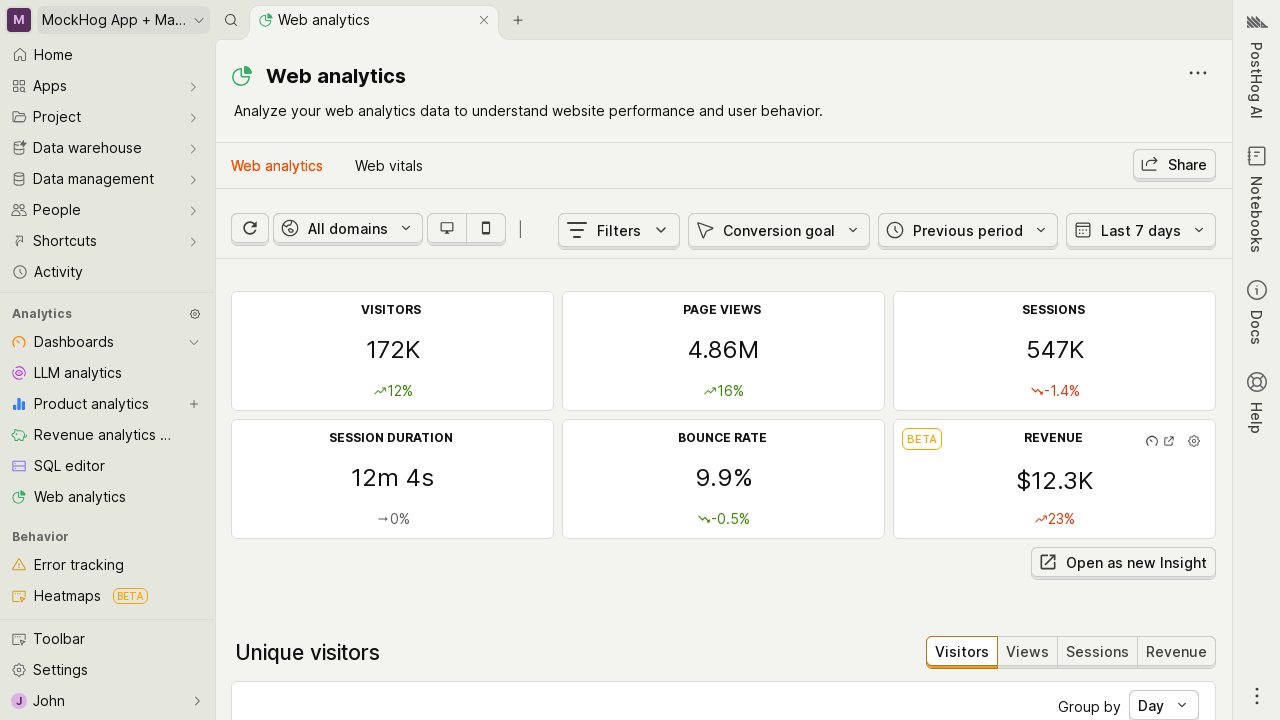 M
MockHog App + Ma...
Web analytics
Home
Apps
Project
Data warehouse
Data management
People
Shortcuts
Activity
Analytics
Dashboards
LLM analytics
Product analytics
Revenue analytics ...
SQL editor
Web analytics
Behavior
Error tracking
Heatmaps BETA
Toolbar
Settings
J John
Web analytics
Analyze your web analytics data to understand website performance and user behavior.
Web analytics Web vitals
Share
All domains
Filters
Conversion goal
Previous period
Last 7 days
VISITORS
172K
12%
PAGE VIEWS
4.86M
16%
SESSIONS
547K
-1.4%
SESSION DURATION
12m 4s
0%
BOUNCE RATE
9.9%
-0.5%
BETA
REVENUE
$12.3K
23%
Open as new Insight
Unique visitors
Visitors Views Sessions Revenue
Group by Day
PostHog AI
Notebooks
Docs
Help